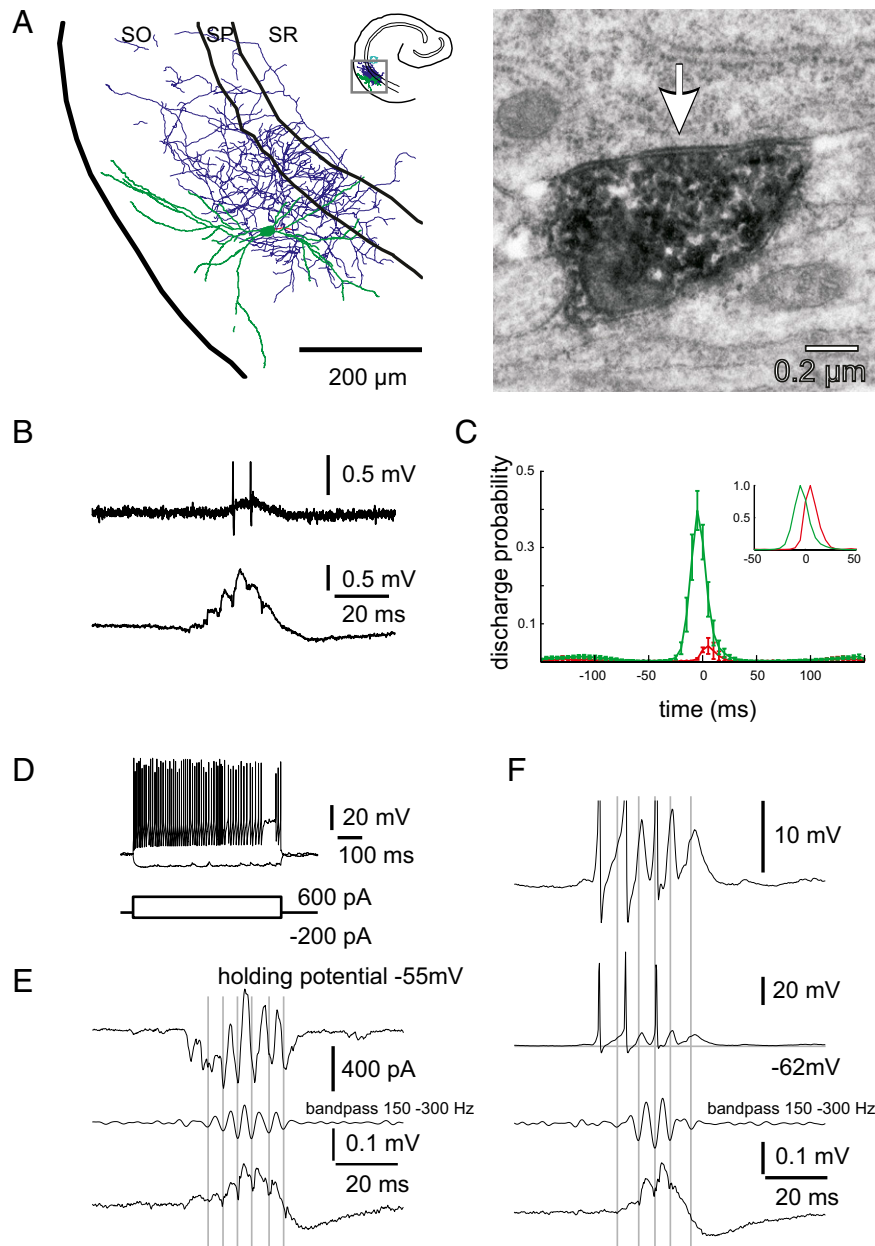 A
SO
SP
SR
200 µm
0.2 µm
B
0.5 mV
0.5 mV
20 ms
C
discharge probability
0.5
0.3
0.1
-100
-50
0
50
100
time (ms)
1.0
0.5
-50
0
50
D
20 mV
100 ms
600 pA
-200 pA
E
holding potential -55mV
400 pA
bandpass 150 -300 Hz
0.1 mV
20 ms
F
10 mV
20 mV
-62mV
bandpass 150 -300 Hz
0.1 mV
20 ms